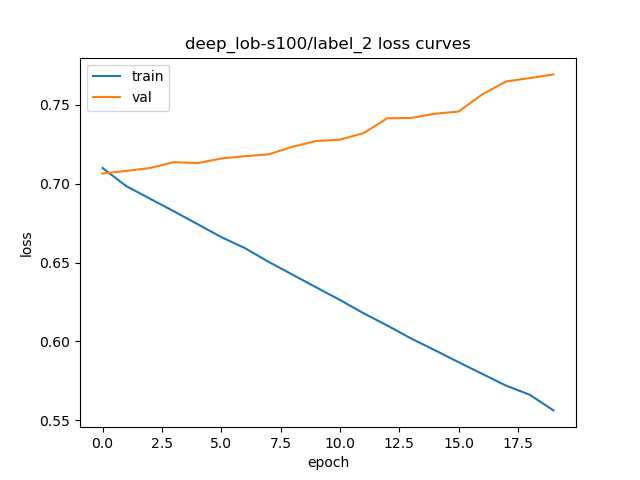 deep_lob-s100/label_2 loss curves
train
val
0.75
0.70
0.65
0.60
0.55
loss
0.0 2.5 5.0 7.5 10.0 12.5 15.0 17.5
epoch